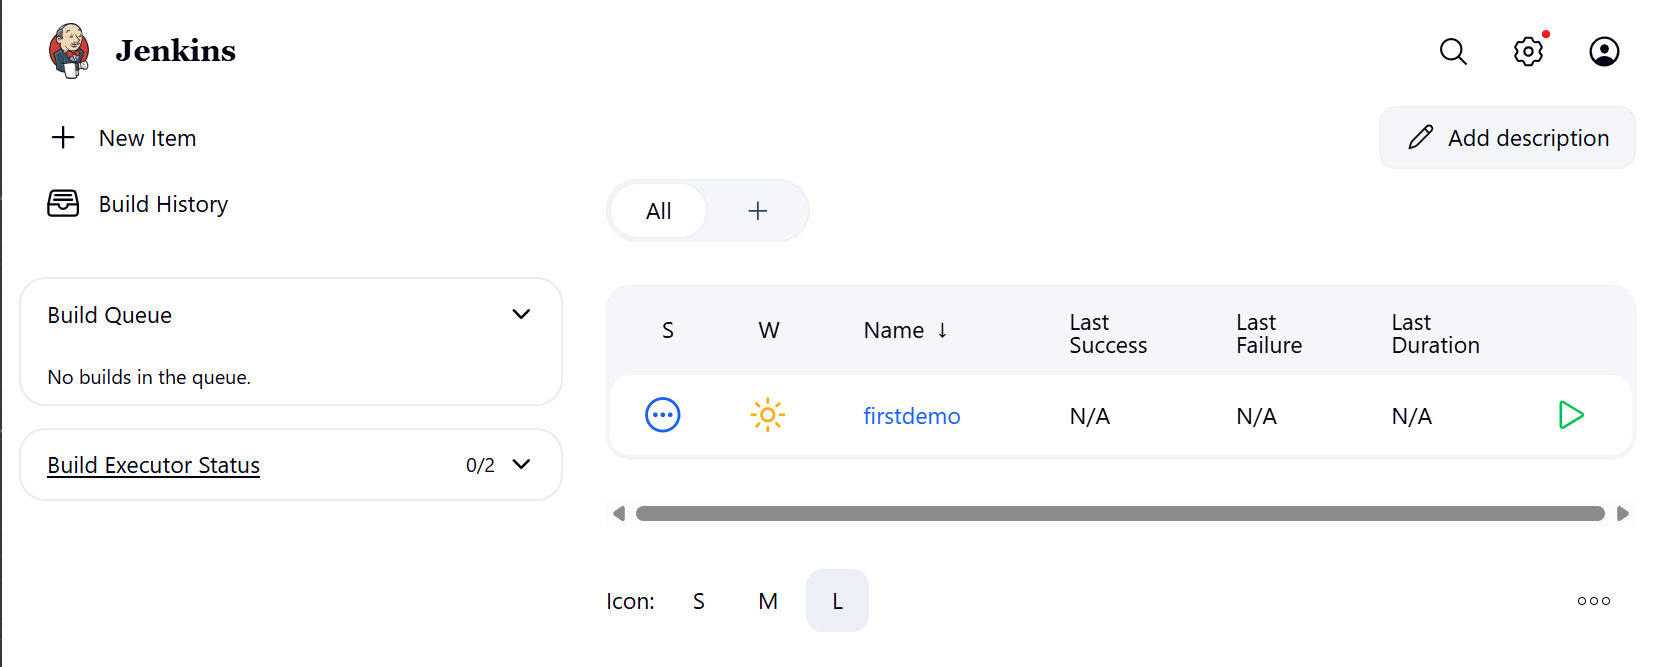 Jenkins
New Item
Add description
Build History
All
Build Queue
No builds in the queue.
Build Executor Status 0/2
S W Name ↓ Last Success Last Failure Last Duration
firstdemo N/A N/A N/A
Icon: S M L